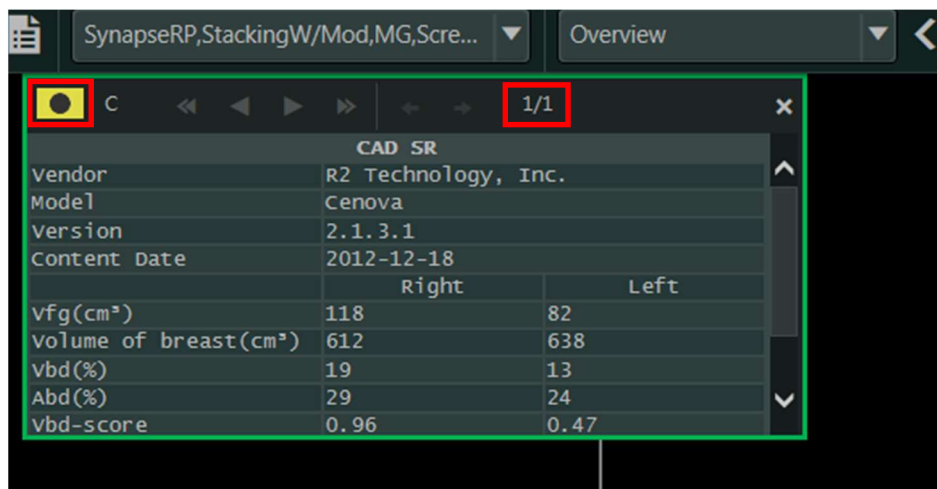 SynapseRP,StackingW/Mod,MG,Scre... Overview
C 1/1
CAD SR
Vendor R2 Technology, Inc.
Model Cenova
Version 2.1.3.1
Content Date 2012-12-18
Right Left
Vfg(cm³) 118 82
Volume of breast(cm³) 612 638
Vbd(%) 19 13
Abd(%) 29 24
Vbd-score 0.96 0.47